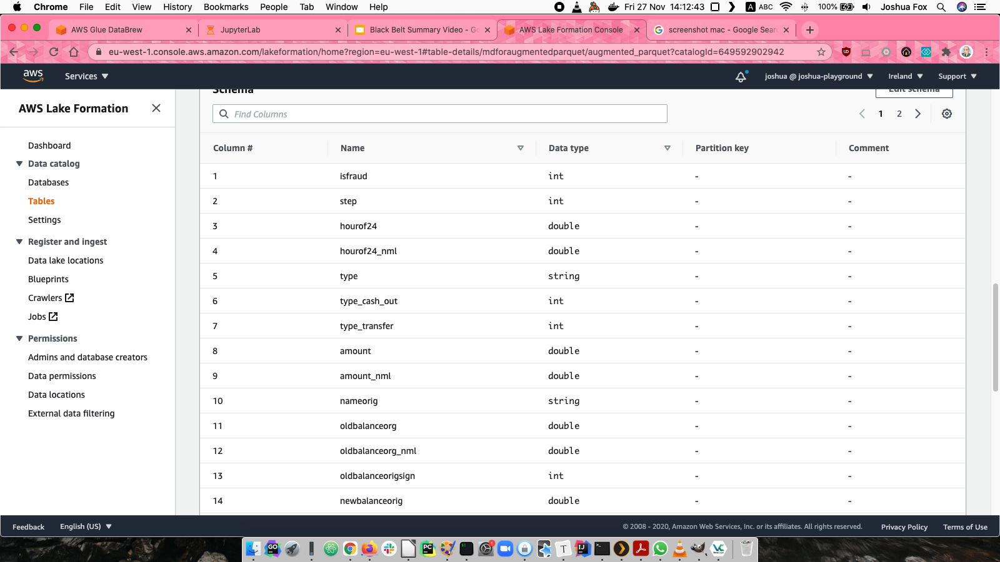 Chrome File Edit View History Bookmarks People Tab Window Help A ABC 100% Fri 27 Nov 14:12:43 Joshua Fox
AWS Glue DataBrew JupyterLab Black Belt Summary Video - Go AWS Lake Formation Console screenshot mac - Google Sear
eu-west-1.console.aws.amazon.com/lakeformation/home?region=eu-west-1#table-details/mdforaugmentedparquet/augmented_parquet?catalogId=649592902942
aws Services joshua @ joshua-playground Ireland Support
AWS Lake Formation
Dashboard
Data catalog
Databases
Tables
Settings
Register and ingest
Data lake locations
Blueprints
Crawlers
Jobs
Permissions
Admins and database creators
Data permissions
Data locations
External data filtering
Schema Edit schema
Find Columns 1 2
Column # Name Data type Partition key Comment
1 isfraud int - -
2 step int - -
3 hourof24 double - -
4 hourof24_nml double - -
5 type string - -
6 type_cash_out int - -
7 type_transfer int - -
8 amount double - -
9 amount_nml double - -
10 nameorig string - -
11 oldbalanceorg double - -
12 oldbalanceorg_nml double - -
13 oldbalanceorigsign int - -
14 newbalanceorig double - -
Feedback English (US) © 2008 - 2020, Amazon Web Services, Inc. or its affiliates. All rights reserved. Privacy Policy Terms of Use
GO PC T IJ VC